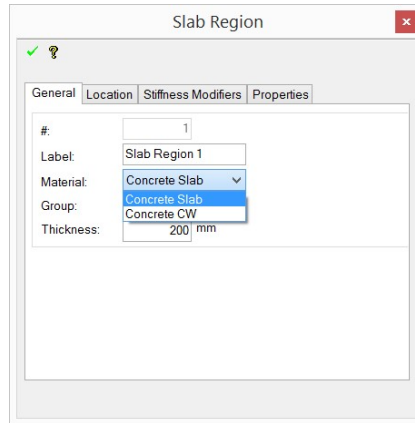 Slab Region
General Location Stiffness Modifiers Properties
#: 1
Label: Slab Region 1
Material: Concrete Slab
Concrete Slab
Group:
Concrete CW
Thickness: 200 mm